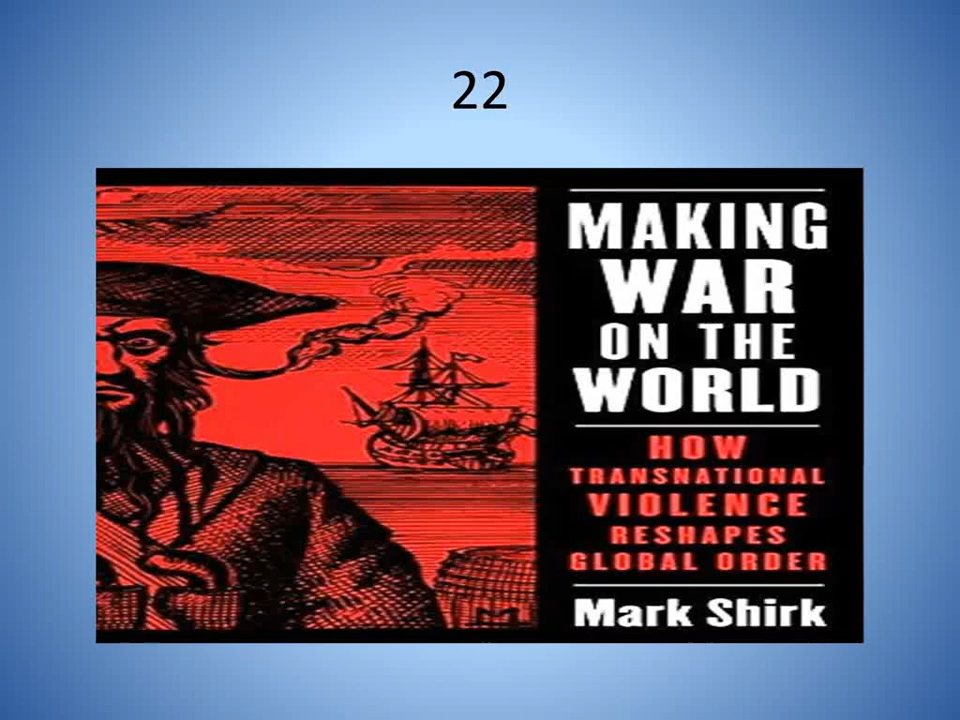 22
MAKING
WAR
ON THE
WORLD
HOW
TRANSNATIONAL
VIOLENCE
RESHAPES
GLOBAL ORDER
Mark Shirk